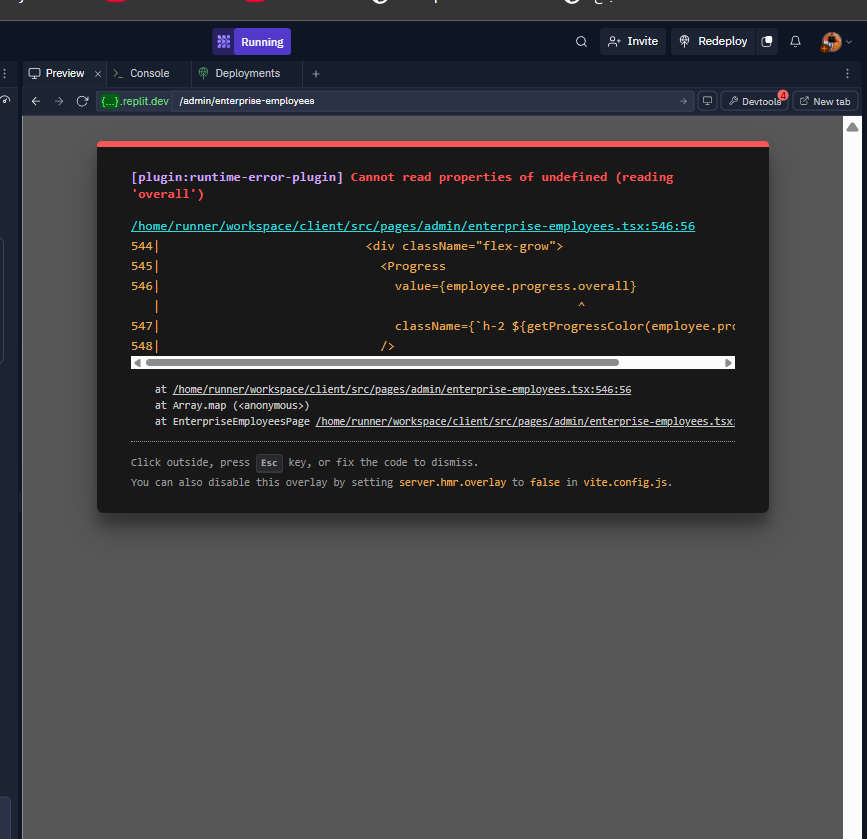 Running
Invite
Redeploy
Preview
Console
Deployments
{...}.replit.dev /admin/enterprise-employees
Devtools
4
New tab
[plugin:runtime-error-plugin] Cannot read properties of undefined (reading
'overall')
/home/runner/workspace/client/src/pages/admin/enterprise-employees.tsx:546:56
544| <div className="flex-grow">
545| <Progress
546| value={employee.progress.overall}
| ^
547| className={`h-2 ${getProgressColor(employee.pro
548| />
at /home/runner/workspace/client/src/pages/admin/enterprise-employees.tsx:546:56
at Array.map (<anonymous>)
at EnterpriseEmployeesPage /home/runner/workspace/client/src/pages/admin/enterprise-employees.tsx:
Click outside, press Esc key, or fix the code to dismiss.
You can also disable this overlay by setting server.hmr.overlay to false in vite.config.js.